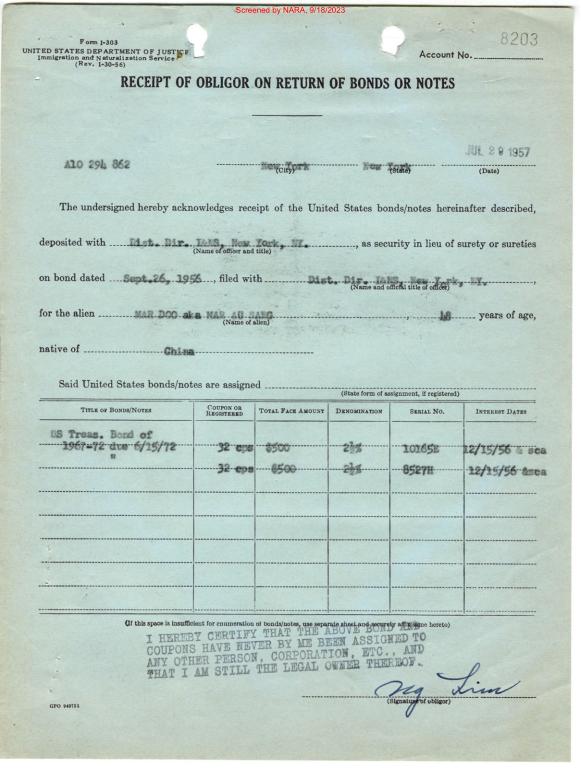 Screened by NARA, 9/18/2023
Form I-303
UNITED STATES DEPARTMENT OF JUSTICE
Immigration and Naturalization Service
(Rev. 1-30-56)
8203
Account No.
RECEIPT OF OBLIGOR ON RETURN OF BONDS OR NOTES
A10 294 862 New York New York JUL 29 1957
(City) (State) (Date)
The undersigned hereby acknowledges receipt of the United States bonds/notes hereinafter described,
deposited with Dist. Dir. I&NS, New York, NY., as security in lieu of surety or sureties
(Name of officer and title)
on bond dated Sept.26, 1956, filed with Dist. Dir. I&NS, New York, NY.,
(Name and official title of officer)
for the alien MAR DOO aka MAR AU SANG, 18 years of age,
(Name of alien)
native of China
Said United States bonds/notes are assigned
(State form of assignment, if registered)
TITLE OF BONDS/NOTES COUPON OR REGISTERED TOTAL FACE AMOUNT DENOMINATION SERIAL NO. INTEREST DATES
US Treas. Bond of
1967-72 due 6/15/72 32 cps $500 2½% 10165E 12/15/56 & sca
" 32 cps $500 2½% 8527H 12/15/56 &sca
(If this space is insufficient for enumeration of bonds/notes, use separate sheet and securely affix same hereto)
I HEREBY CERTIFY THAT THE ABOVE BOND AND
COUPONS HAVE NEVER BY ME BEEN ASSIGNED TO
ANY OTHER PERSON, CORPORATION, ETC., AND
THAT I AM STILL THE LEGAL OWNER THEREOF.
Ng Lim
(Signature of obligor)
GPO